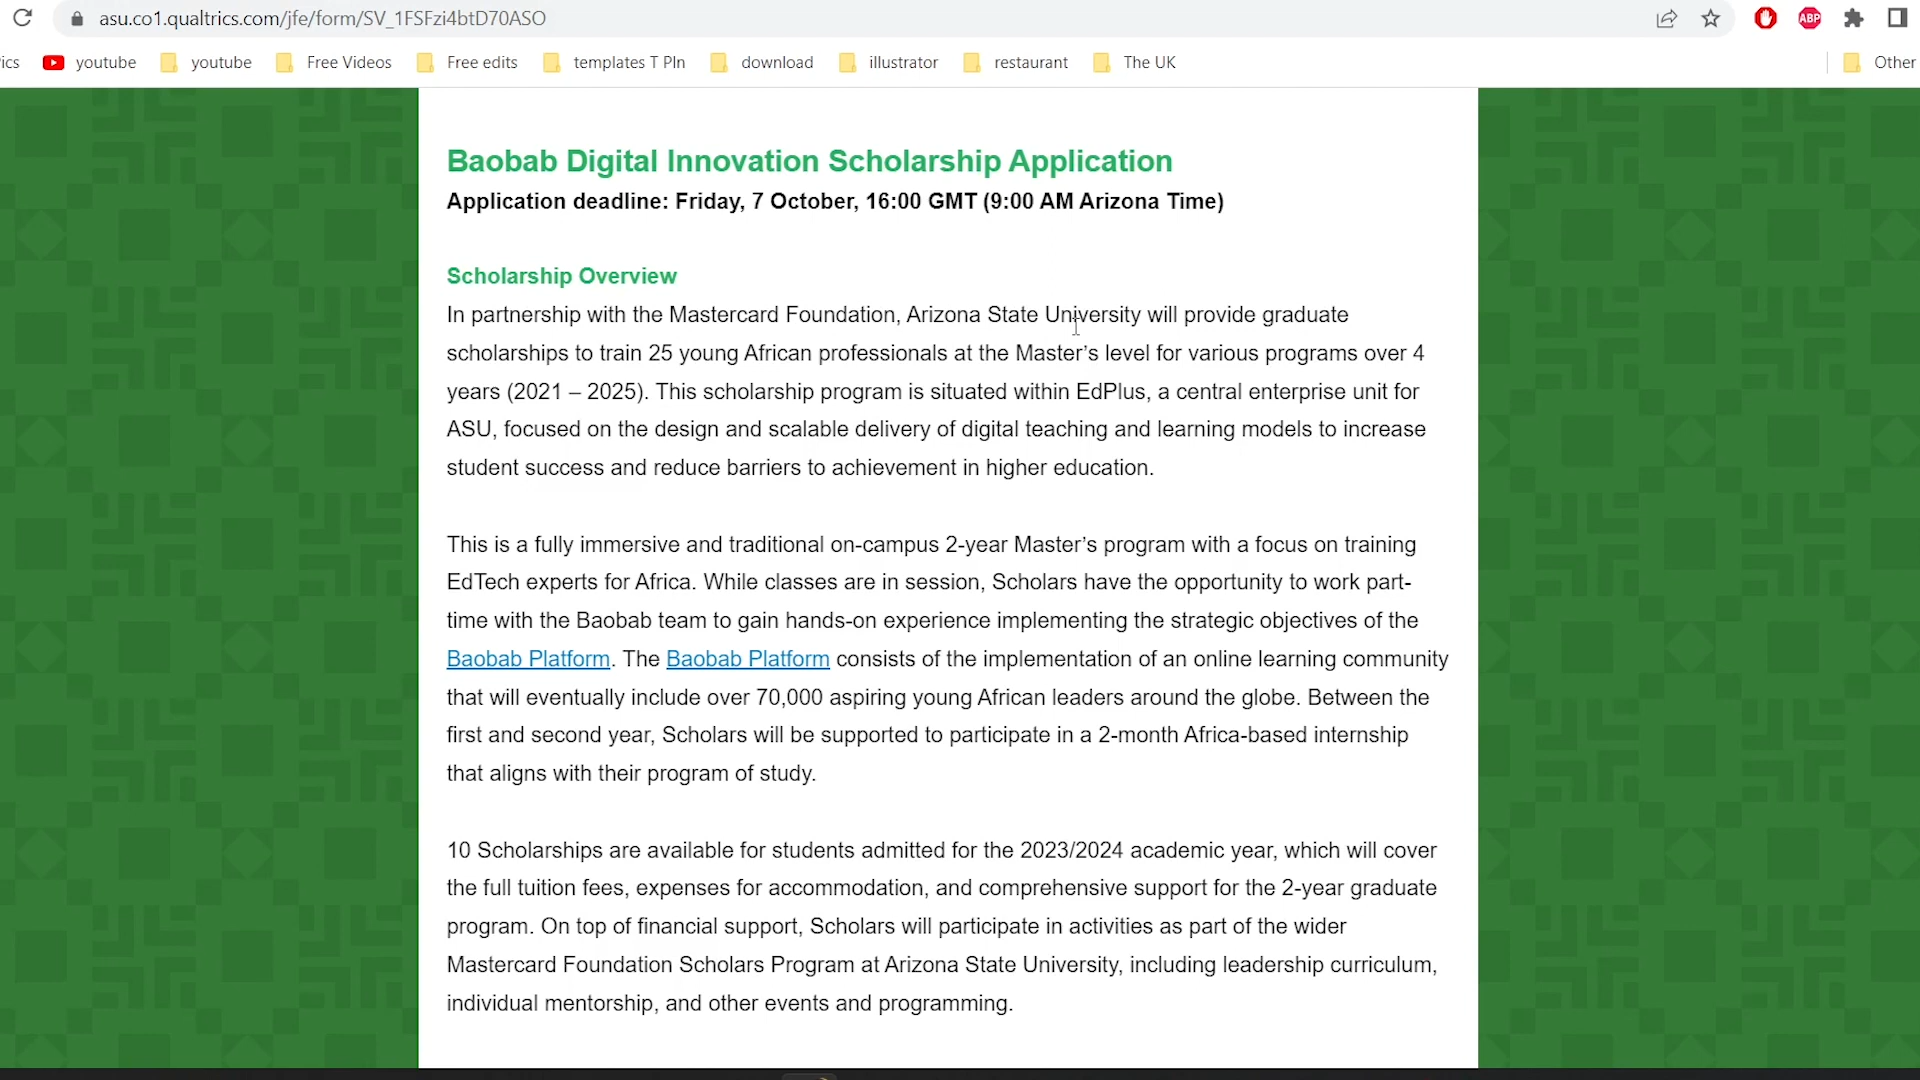 asu.co1.qualtrics.com/jfe/form/SV_1FSFzi4btD70ASO
ABP
ics youtube youtube Free Videos Free edits templates T Pln download illustrator restaurant The UK Other
Baobab Digital Innovation Scholarship Application
Application deadline: Friday, 7 October, 16:00 GMT (9:00 AM Arizona Time)
Scholarship Overview
In partnership with the Mastercard Foundation, Arizona State University will provide graduate
scholarships to train 25 young African professionals at the Master’s level for various programs over 4
years (2021 – 2025). This scholarship program is situated within EdPlus, a central enterprise unit for
ASU, focused on the design and scalable delivery of digital teaching and learning models to increase
student success and reduce barriers to achievement in higher education.
This is a fully immersive and traditional on-campus 2-year Master’s program with a focus on training
EdTech experts for Africa. While classes are in session, Scholars have the opportunity to work part-
time with the Baobab team to gain hands-on experience implementing the strategic objectives of the
Baobab Platform. The Baobab Platform consists of the implementation of an online learning community
that will eventually include over 70,000 aspiring young African leaders around the globe. Between the
first and second year, Scholars will be supported to participate in a 2-month Africa-based internship
that aligns with their program of study.
10 Scholarships are available for students admitted for the 2023/2024 academic year, which will cover
the full tuition fees, expenses for accommodation, and comprehensive support for the 2-year graduate
program. On top of financial support, Scholars will participate in activities as part of the wider
Mastercard Foundation Scholars Program at Arizona State University, including leadership curriculum,
individual mentorship, and other events and programming.